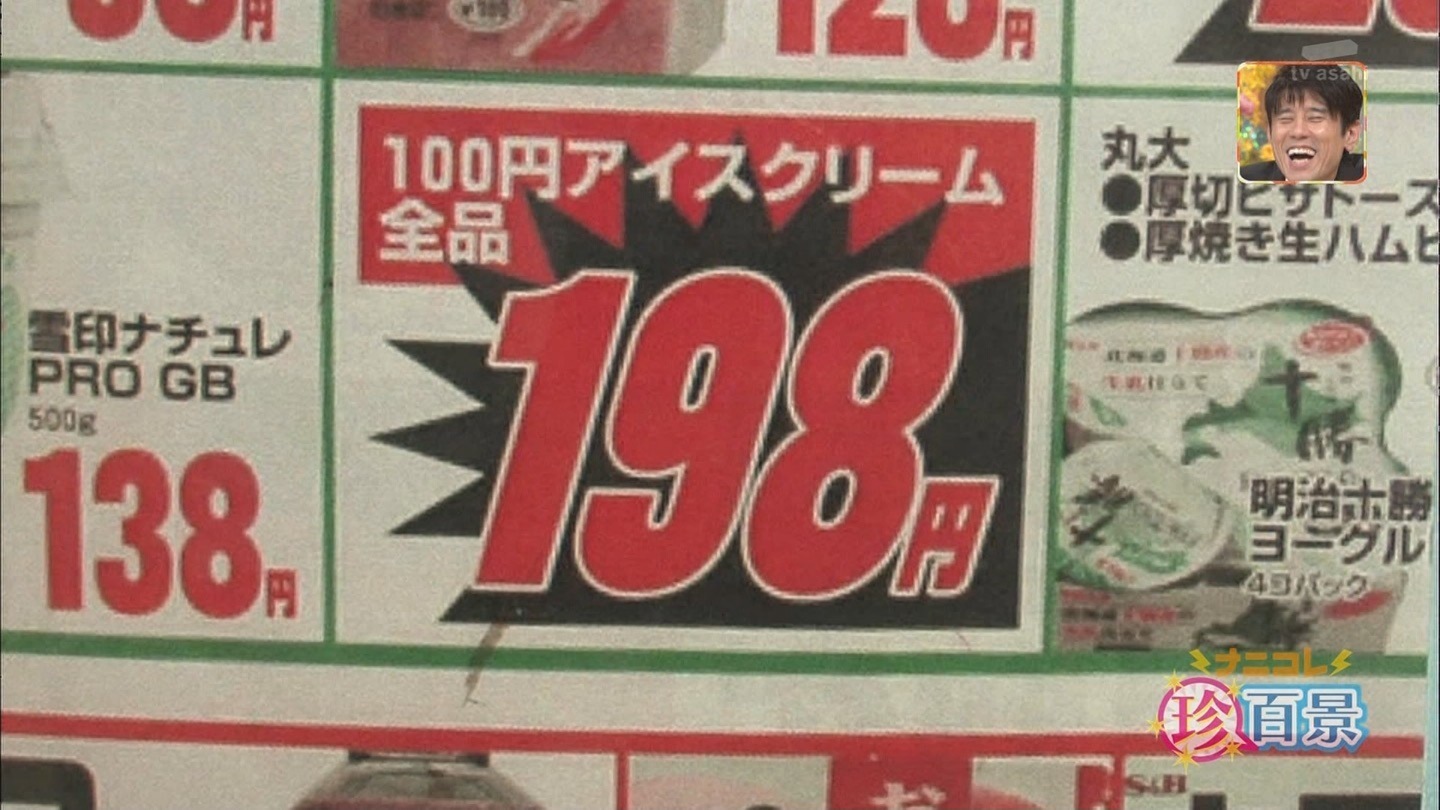 円
¥100
円
tv asahi
100円アイスクリーム
全品
198円
雪印ナチュレ
PRO GB
500g
138円
丸大
●厚切ピザトース
●厚焼き生ハムピ
十勝
明治十勝
ヨーグル
4コパック
ナニコレ
珍百景
S&B